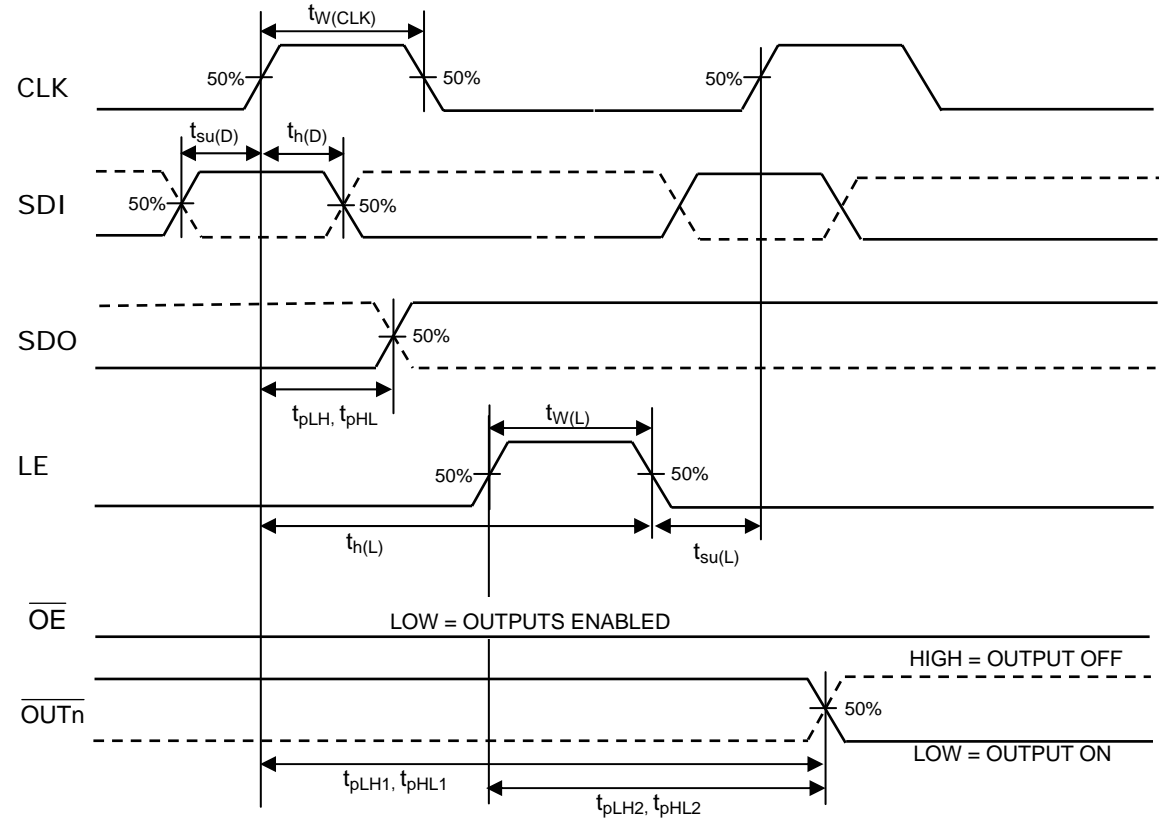 tW(CLK)
CLK
50%
50%
50%
tsu(D)
th(D)
SDI
50%
50%
SDO
50%
tpLH, tpHL
tW(L)
LE
50%
50%
th(L)
tsu(L)
OE
LOW = OUTPUTS ENABLED
HIGH = OUTPUT OFF
OUTn
50%
LOW = OUTPUT ON
tpLH1, tpHL1
tpLH2, tpHL2